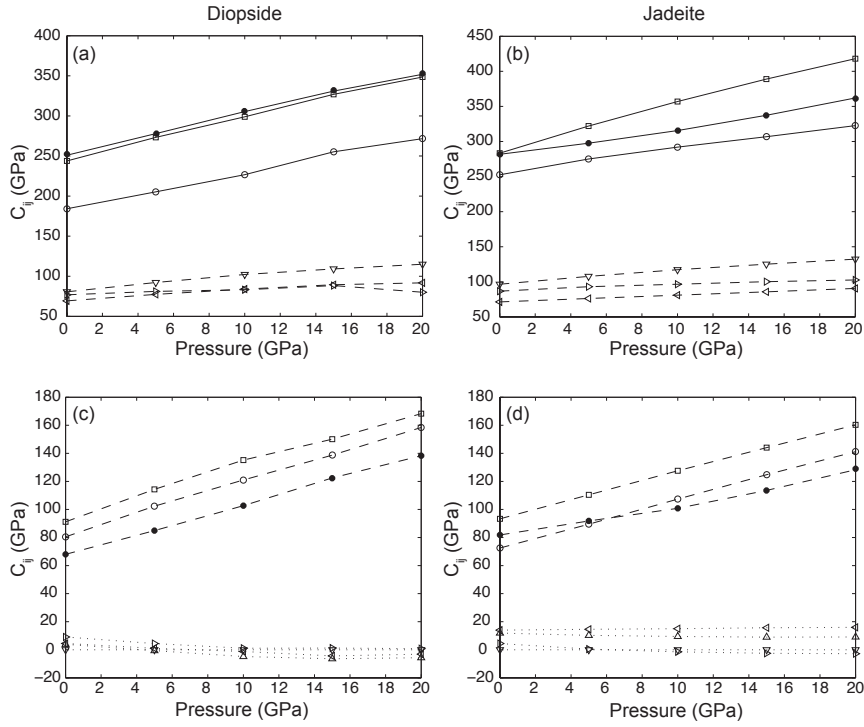 Diopside
Jadeite
(a)
400
350
300
250
200
150
100
50
C_ij (GPa)
0 2 4 6 8 10 12 14 16 18 20
Pressure (GPa)
(b)
450
400
350
300
250
200
150
100
50
C_ij (GPa)
0 2 4 6 8 10 12 14 16 18 20
Pressure (GPa)
(c)
180
160
140
120
100
80
60
40
20
0
−20
C_ij (GPa)
0 2 4 6 8 10 12 14 16 18 20
Pressure (GPa)
(d)
180
160
140
120
100
80
60
40
20
0
−20
C_ij (GPa)
0 2 4 6 8 10 12 14 16 18 20
Pressure (GPa)